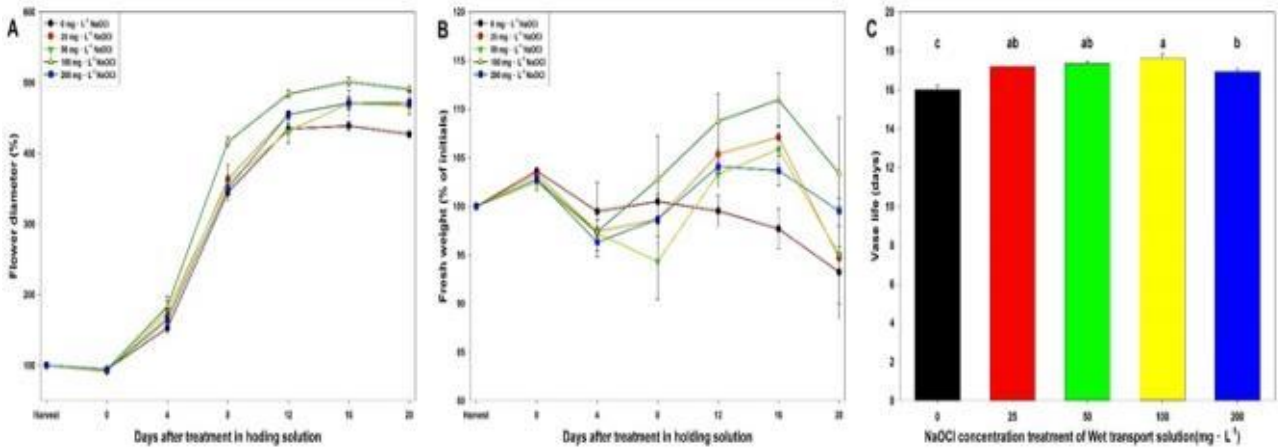 A
600
500
400
300
200
100
Flower diameter (%)
0 mg · L⁻¹ NaOCl
25 mg · L⁻¹ NaOCl
50 mg · L⁻¹ NaOCl
100 mg · L⁻¹ NaOCl
200 mg · L⁻¹ NaOCl
Harvest 0 4 8 12 16 20
Days after treatment in hoding solution
B
120
115
110
105
100
95
90
85
80
Fresh weight (% of initials)
0 mg · L⁻¹ NaOCl
25 mg · L⁻¹ NaOCl
50 mg · L⁻¹ NaOCl
100 mg · L⁻¹ NaOCl
200 mg · L⁻¹ NaOCl
Harvest 0 4 8 12 16 20
Days after treatment in hoding solution
C
18
16
14
12
10
8
6
4
2
0
Vase life (days)
c ab ab a b
0 25 50 100 200
NaOCl concentration treatment of Wet transport solution(mg · L⁻¹)